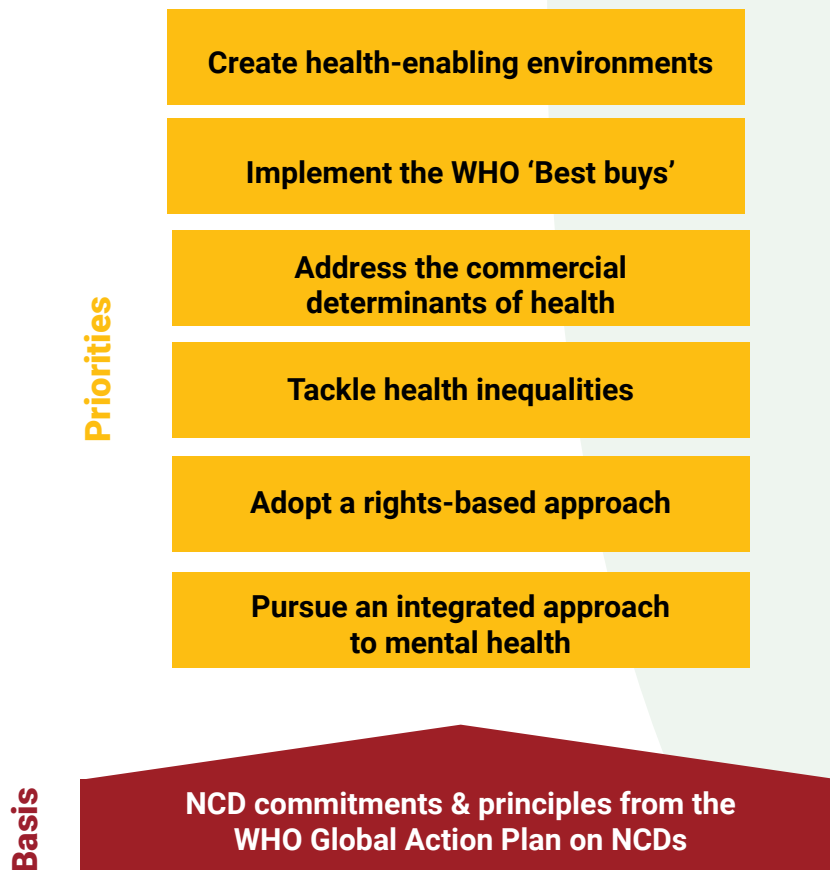 Create health-enabling environments
Implement the WHO ‘Best buys’
Address the commercial
determinants of health
Priorities
Tackle health inequalities
Adopt a rights-based approach
Pursue an integrated approach
to mental health
Basis
NCD commitments & principles from the
WHO Global Action Plan on NCDs